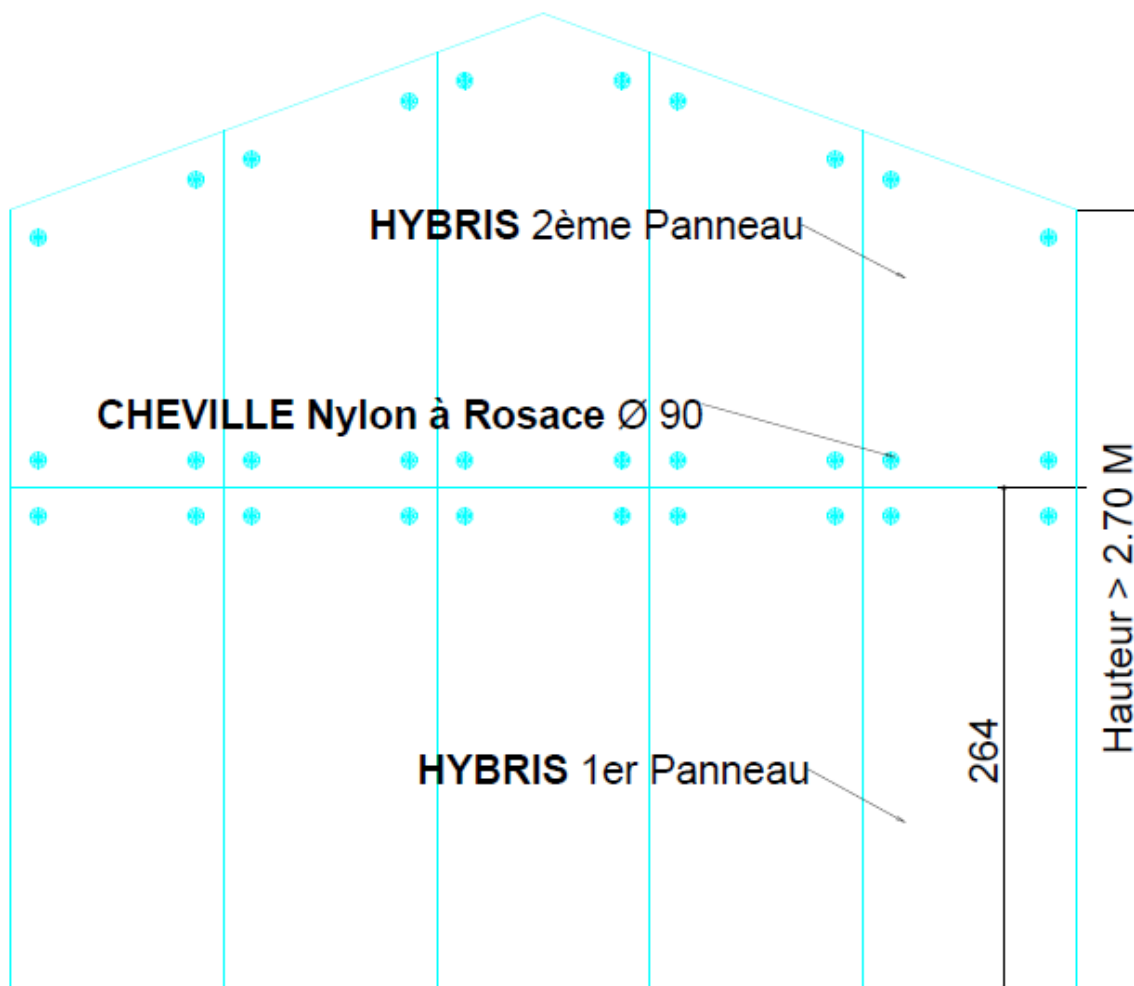 HYBRIS 2ème Panneau
CHEVILLE Nylon à Rosace Ø 90
Hauteur > 2.70 M
264
HYBRIS 1er Panneau